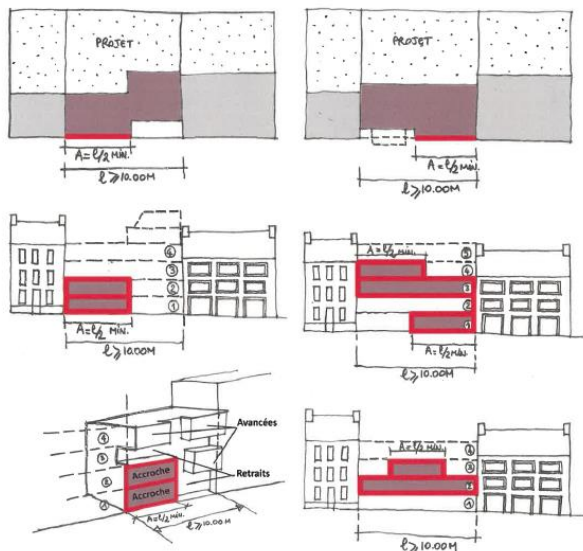 PROJET
A = l/2 MIN.
l ⩾ 10.00M
PROJET
A = l/2 MIN.
l ⩾ 10.00M
④
③
②
①
A = l/2 MIN.
l ⩾ 10.00M
A = l/2 MIN.
⑤
④
③
②
①
A = l/2 MIN.
l ⩾ 10.00M
④
③
②
①
Avancées
Accroche
Retraits
Accroche
A = l/2 MIN.
l ⩾ 10.00M
A = l/2 MIN.
④
③
②
①
l ⩾ 10.00M